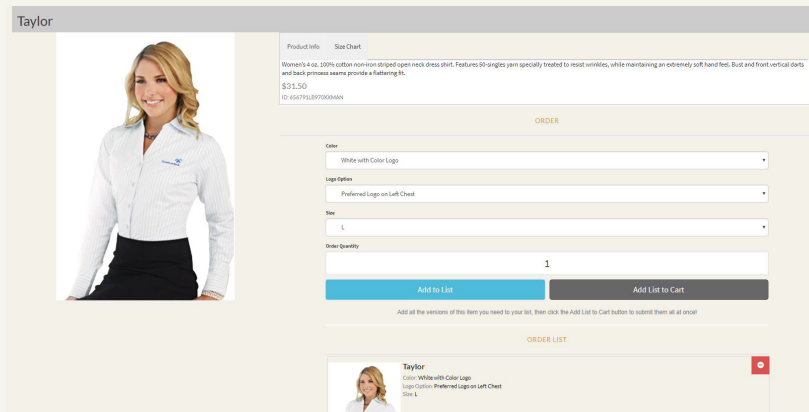 Taylor
Product Info Size Chart
Women's 4 oz. 100% cotton non-iron striped open neck dress shirt. Features 50-singles yarn specially treated to resist wrinkles, while maintaining an extremely soft hand feel. Bust and front vertical darts
and back princess seams provide a flattering fit.
$31.50
ORDER
Color
White with Color Logo
Logo Option
Preferred Logo on Left Chest
Size
L
Order Quantity
1
Add to List Add List to Cart
Add all the versions of this item you need to your list, then click the Add List to Cart button to submit them all at once!
ORDER LIST
Taylor
Color: White with Color Logo
Logo Option: Preferred Logo on Left Chest
Size: L